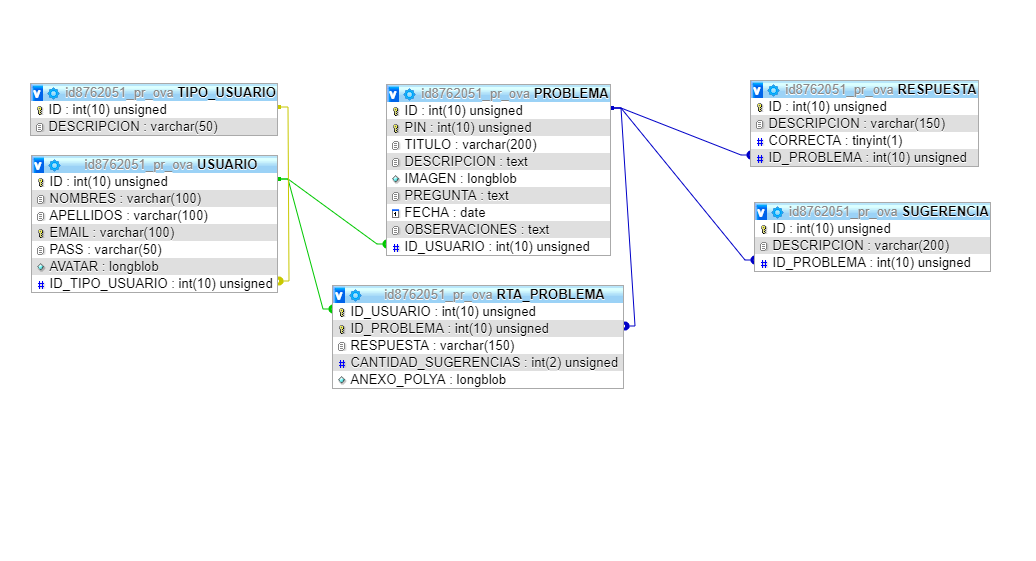 id8762051_pr_ova TIPO_USUARIO
ID : int(10) unsigned
DESCRIPCION : varchar(50)
id8762051_pr_ova USUARIO
ID : int(10) unsigned
NOMBRES : varchar(100)
APELLIDOS : varchar(100)
EMAIL : varchar(100)
PASS : varchar(50)
AVATAR : longblob
ID_TIPO_USUARIO : int(10) unsigned
id8762051_pr_ova PROBLEMA
ID : int(10) unsigned
PIN : int(10) unsigned
TITULO : varchar(200)
DESCRIPCION : text
IMAGEN : longblob
PREGUNTA : text
FECHA : date
OBSERVACIONES : text
ID_USUARIO : int(10) unsigned
id8762051_pr_ova RTA_PROBLEMA
ID_USUARIO : int(10) unsigned
ID_PROBLEMA : int(10) unsigned
RESPUESTA : varchar(150)
CANTIDAD_SUGERENCIAS : int(2) unsigned
ANEXO_POLYA : longblob
id8762051_pr_ova RESPUESTA
ID : int(10) unsigned
DESCRIPCION : varchar(150)
CORRECTA : tinyint(1)
ID_PROBLEMA : int(10) unsigned
id8762051_pr_ova SUGERENCIA
ID : int(10) unsigned
DESCRIPCION : varchar(200)
ID_PROBLEMA : int(10) unsigned